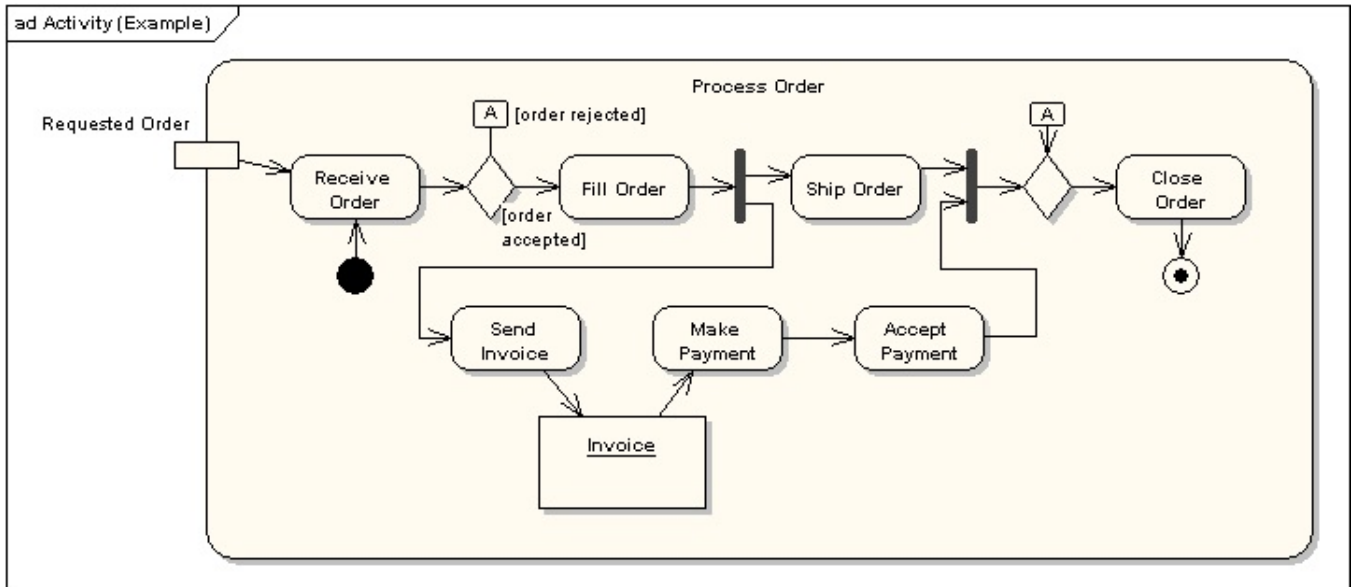 ad Activity (Example)
Process Order
Requested Order
A
[order rejected]
A
Receive
Order
Fill Order
Ship Order
Close
Order
[order
accepted]
Send
Invoice
Make
Payment
Accept
Payment
Invoice